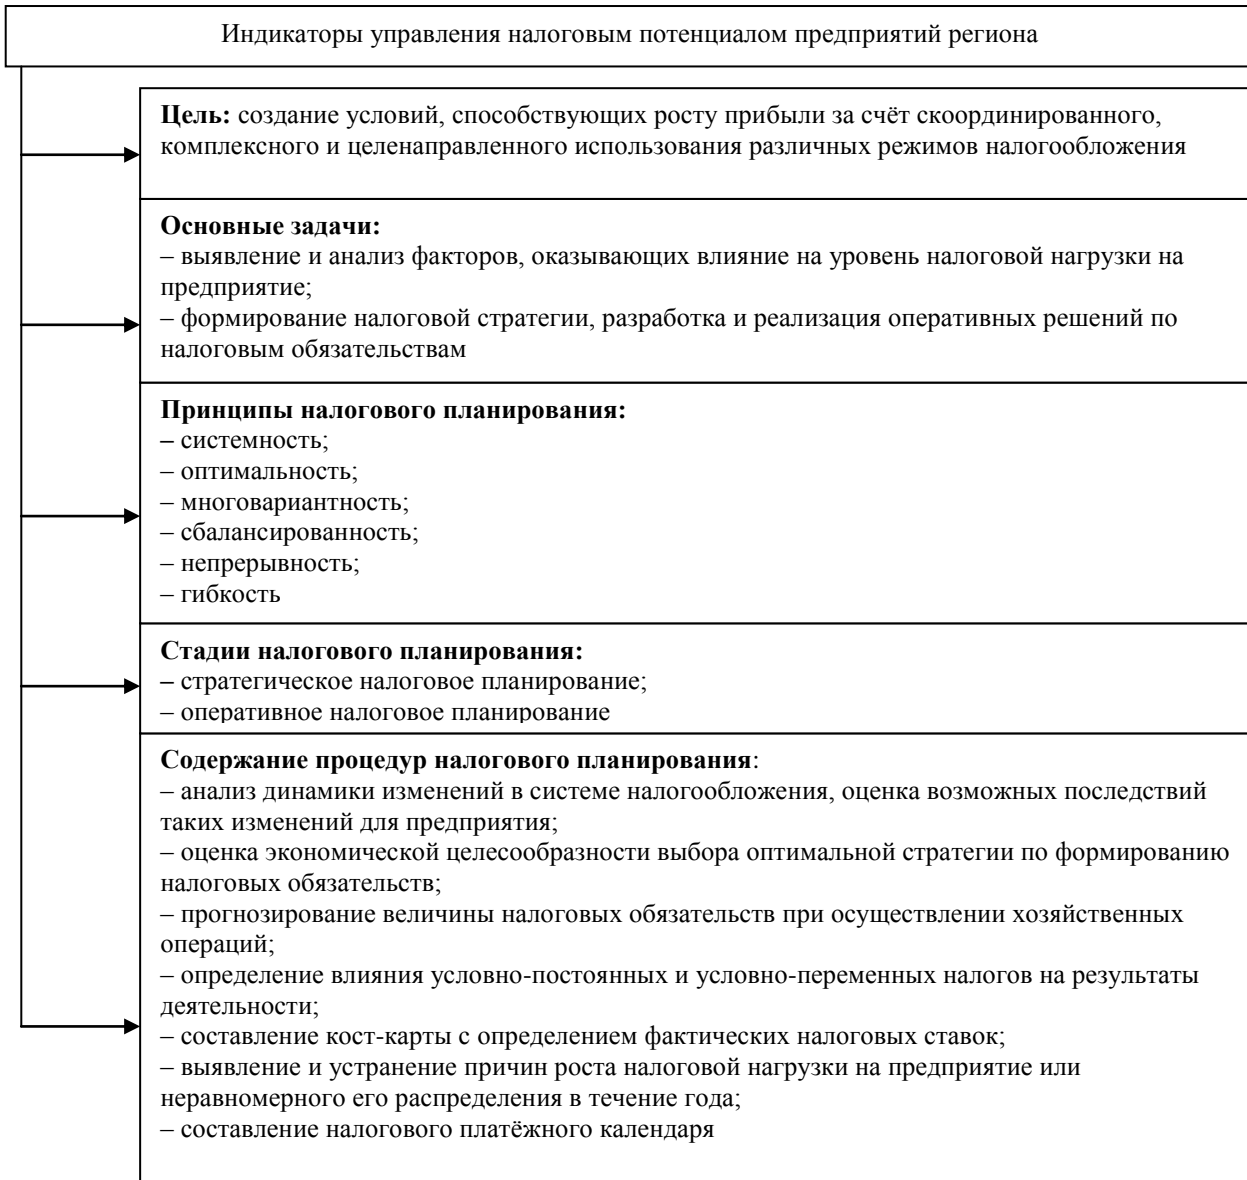 Индикаторы управления налоговым потенциалом предприятий региона
Цель: создание условий, способствующих росту прибыли за счёт скоординированного,
комплексного и целенаправленного использования различных режимов налогообложения
Основные задачи:
– выявление и анализ факторов, оказывающих влияние на уровень налоговой нагрузки на
предприятие;
– формирование налоговой стратегии, разработка и реализация оперативных решений по
налоговым обязательствам
Принципы налогового планирования:
– системность;
– оптимальность;
– многовариантность;
– сбалансированность;
– непрерывность;
– гибкость
Стадии налогового планирования:
– стратегическое налоговое планирование;
– оперативное налоговое планирование
Содержание процедур налогового планирования:
– анализ динамики изменений в системе налогообложения, оценка возможных последствий
таких изменений для предприятия;
– оценка экономической целесообразности выбора оптимальной стратегии по формированию
налоговых обязательств;
– прогнозирование величины налоговых обязательств при осуществлении хозяйственных
операций;
– определение влияния условно-постоянных и условно-переменных налогов на результаты
деятельности;
– составление кост-карты с определением фактических налоговых ставок;
– выявление и устранение причин роста налоговой нагрузки на предприятие или
неравномерного его распределения в течение года;
– составление налогового платёжного календаря